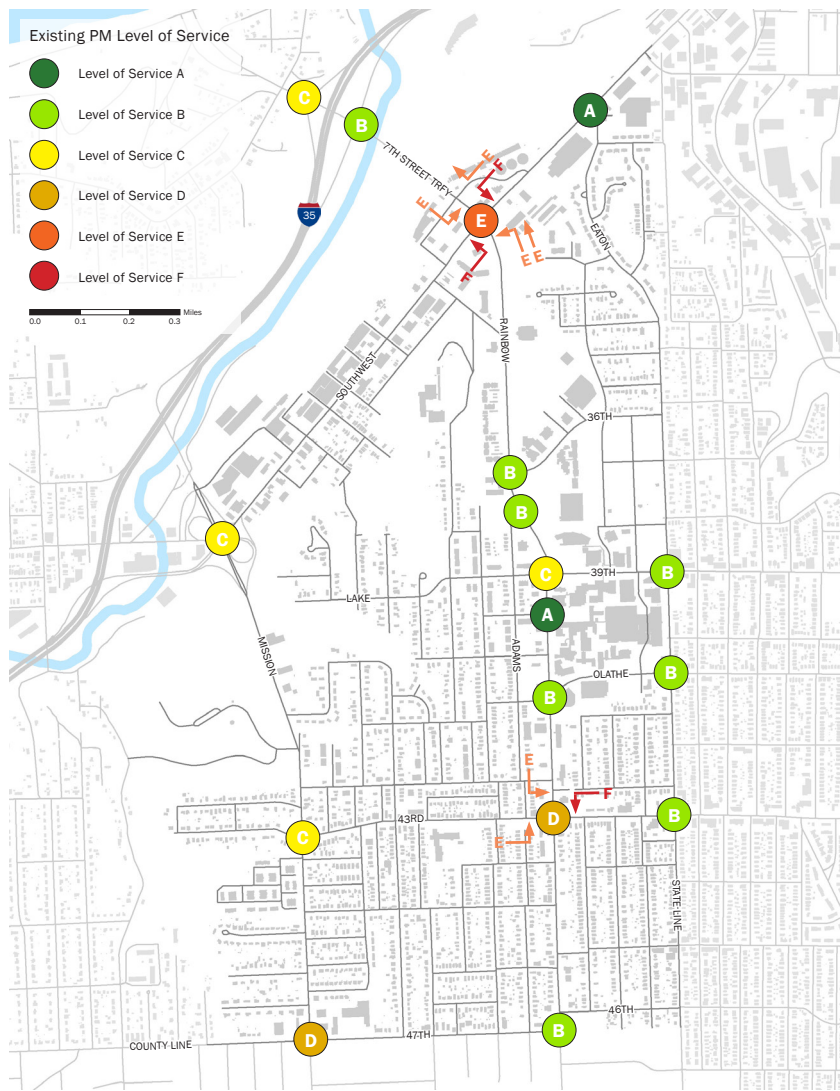 Existing PM Level of Service
Level of Service A
Level of Service B
Level of Service C
Level of Service D
Level of Service E
Level of Service F
0.0 0.1 0.2 0.3 Miles
C
B
A
7TH STREET TRFY
E
F
E
E
E
E
F
35
EATON
RAINBOW
SOUTHWEST
36TH
B
B
C
C
39TH
B
LAKE
A
ADAMS
MISSION
OLATHE
B
B
E
F
43RD
D
B
C
E
STATE LINE
46TH
47TH
B
COUNTY LINE
D